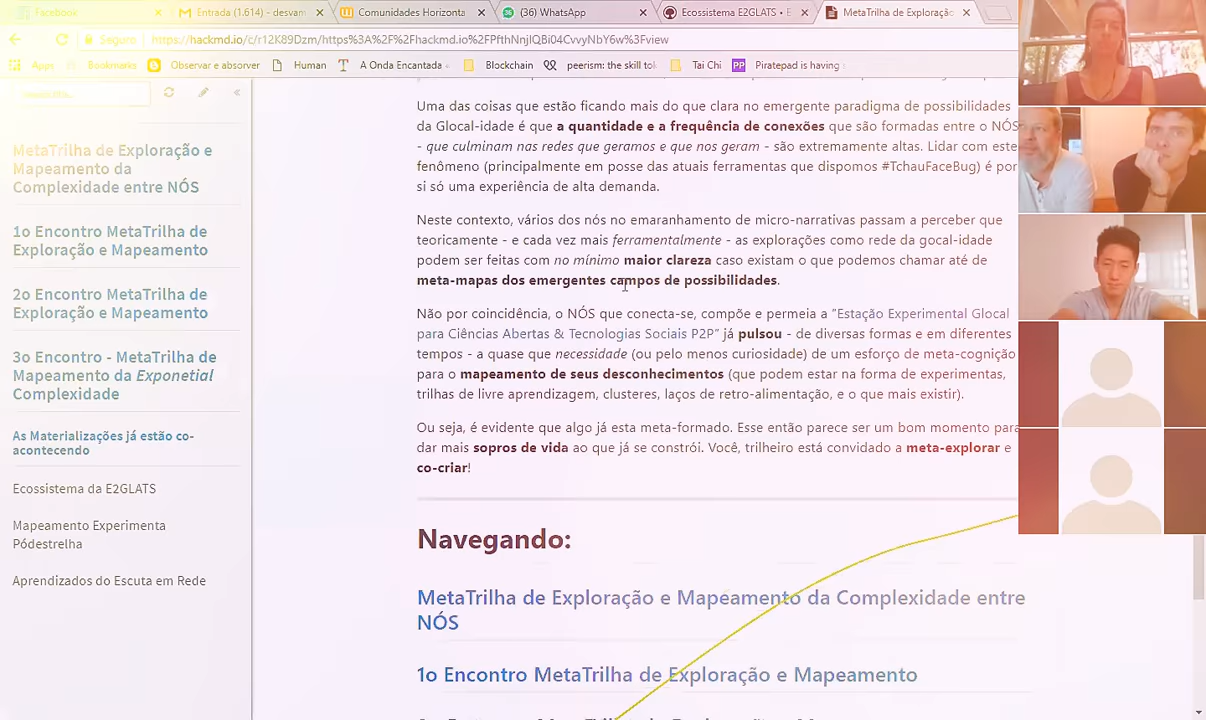 FaceBook
Entrada (1.614) - desvan
Comunidades Horizonta
(36) WhatsApp
Ecossistema E2GLATS • E
MetaTrilha de Exploração
Seguro
https://hackmd.io/c/r12K89Dzm/https%3A%2F%2Fhackmd.io%2FPfthNnjIQBi04CvvyNbY6w%3Fview
Apps
Bookmarks
Observar e absorver
Human
A Onda Encantada
Blockchain
peerism: the skill tok
Tai Chi
Piratepad is having
MetaTrilha de Exploração e
Mapeamento da
Complexidade entre NÓS
1o Encontro MetaTrilha de
Exploração e Mapeamento
2o Encontro MetaTrilha de
Exploração e Mapeamento
3o Encontro - MetaTrilha de
Mapeamento da Exponetial
Complexidade
As Materializações já estão co-
acontecendo
Ecossistema da E2GLATS
Mapeamento Experimenta
Pódestrelha
Aprendizados do Escuta em Rede
Uma das coisas que estão ficando mais do que clara no emergente paradigma de possibilidades
da Glocal-idade é que a quantidade e a frequência de conexões que são formadas entre o NÓS
- que culminam nas redes que geramos e que nos geram - são extremamente altas. Lidar com este
fenômeno (principalmente em posse das atuais ferramentas que dispomos #TchauFaceBug) é por
si só uma experiência de alta demanda.
Neste contexto, vários dos nós no emaranhamento de micro-narrativas passam a perceber que
teoricamente - e cada vez mais ferramentalmente - as explorações como rede da gocal-idade
podem ser feitas com no mínimo maior clareza caso existam o que podemos chamar até de
meta-mapas dos emergentes campos de possibilidades.
Não por coincidência, o NÓS que conecta-se, compõe e permeia a "Estação Experimental Glocal
para Ciências Abertas & Tecnologias Sociais P2P" já pulsou - de diversas formas e em diferentes
tempos - a quase que necessidade (ou pelo menos curiosidade) de um esforço de meta-cognição
para o mapeamento de seus desconhecimentos (que podem estar na forma de experimentas,
trilhas de livre aprendizagem, clusteres, laços de retro-alimentação, e o que mais existir).
Ou seja, é evidente que algo já esta meta-formado. Esse então parece ser um bom momento para
dar mais sopros de vida ao que já se constrói. Você, trilheiro está convidado a meta-explorar e
co-criar!
Navegando:
MetaTrilha de Exploração e Mapeamento da Complexidade entre
NÓS
1o Encontro MetaTrilha de Exploração e Mapeamento